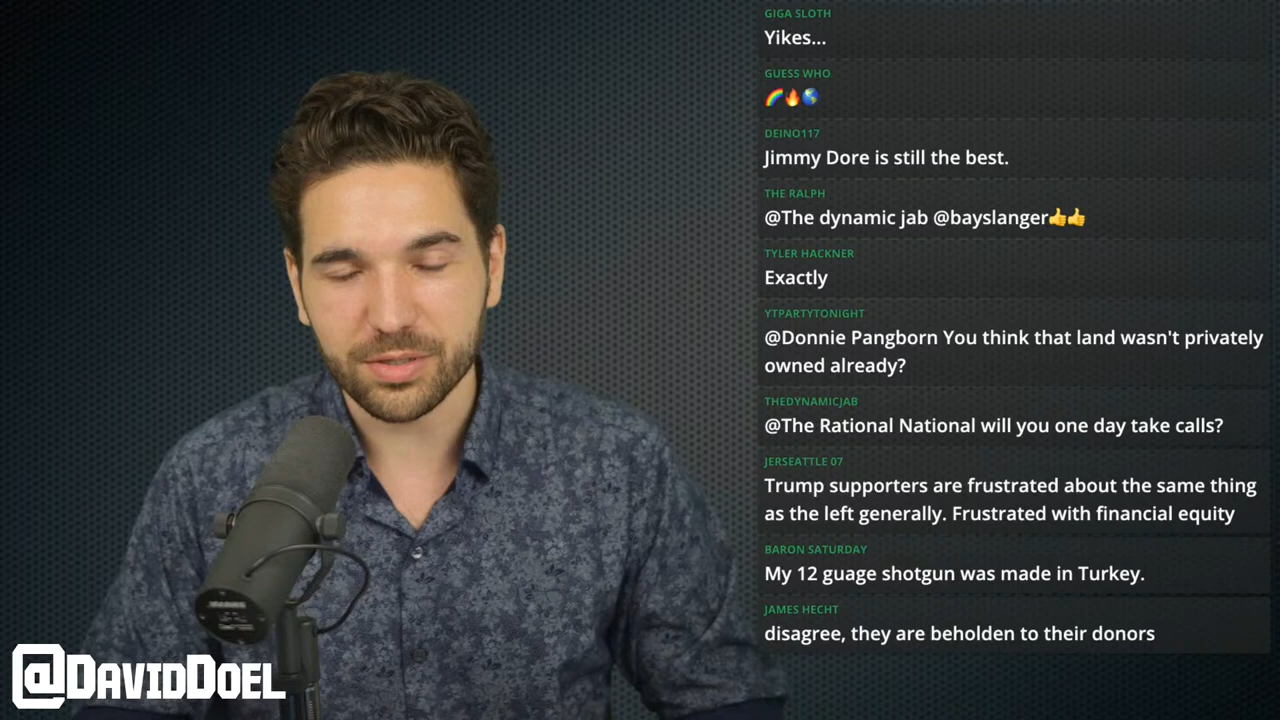 GIGA SLOTH
Yikes...
GUESS WHO
🌈🔥🌎
DEINO117
Jimmy Dore is still the best.
THE RALPH
@The dynamic jab @bayslanger👍👍
TYLER HACKNER
Exactly
YTPARTYTONIGHT
@Donnie Pangborn You think that land wasn't privately
owned already?
THEDYNAMICJAB
@The Rational National will you one day take calls?
JERSEATTLE 07
Trump supporters are frustrated about the same thing
as the left generally. Frustrated with financial equity
BARON SATURDAY
My 12 guage shotgun was made in Turkey.
JAMES HECHT
disagree, they are beholden to their donors
@DAVIDDOEL